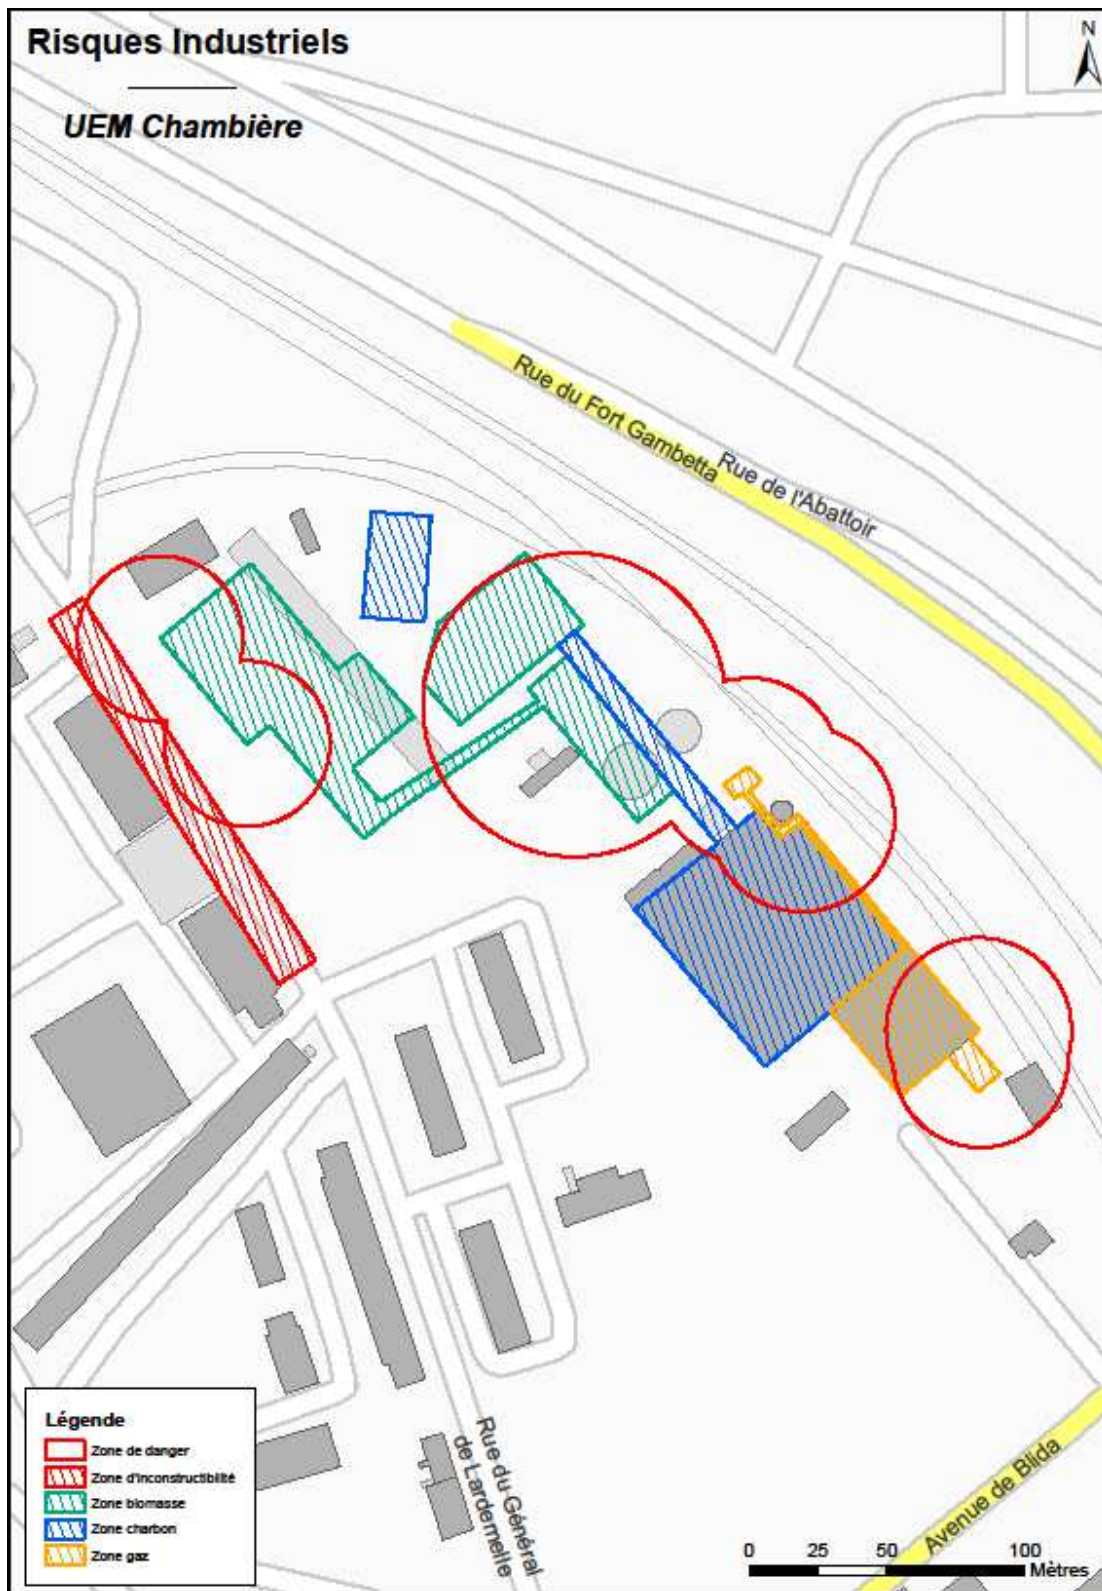 Risques Industriels
UEM Chambière
N
Rue du Fort Gambetta
Rue de l'Abattoir
Rue du Général
de Lardemelle
Avenue de Blida
Légende
Zone de danger
Zone d'inconstructiblité
Zone biomasse
Zone charbon
Zone gaz
0 25 50 100
Mètres